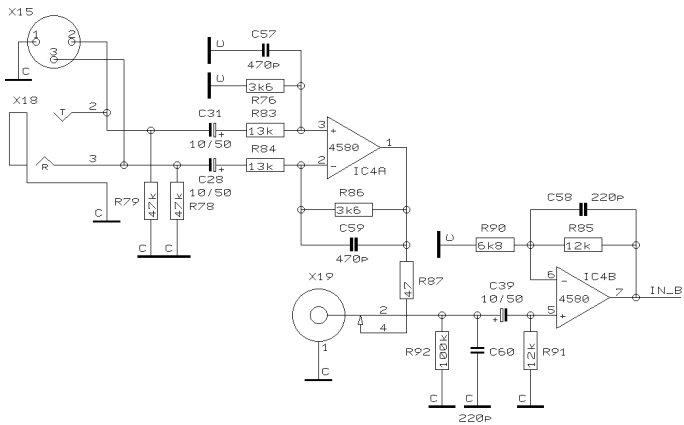 X15
1
2
3
C
X18
T
2
R
3
C
C57
470p
C
C
3k6
R76
R83
C31
10/50
+
13k
3
+
4580
1
IC4A
2
-
R84
13k
C28
10/50
+
R79
47k
47k
R78
C
C
R86
3k6
C59
470p
R87
47
X19
2
4
1
C
C58
220p
C
R90
6k8
R85
12k
6
-
IC4B
4580
7
IN_B
5
+
C39
10/50
+
R92
100k
C60
12k
R91
C
C
C
220p